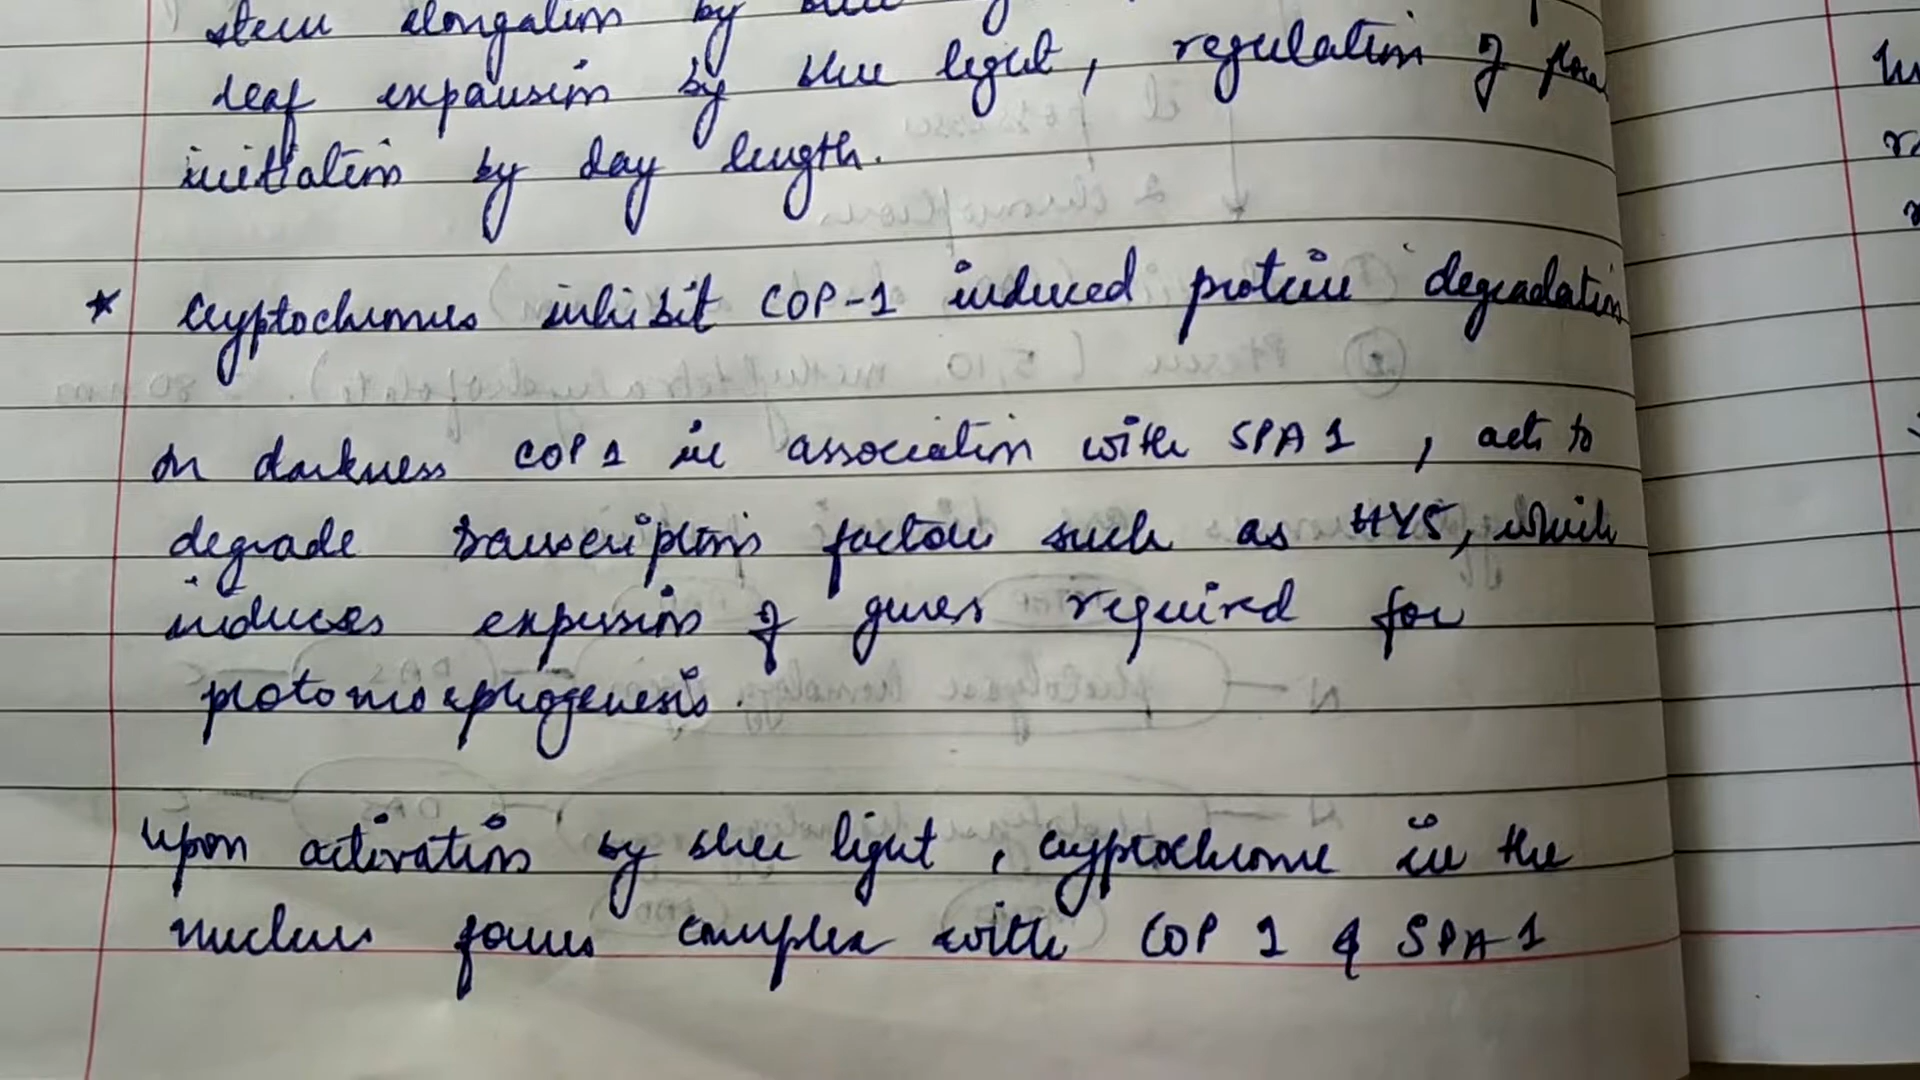 stem elongation by blue
leaf expansion by blue light, regulation of
initiation by day length.
* cryptochromes inhibit COP-1 induced protein degradation
In darkness COP 1 in association with SPA 1, acts to
degrade transcription factors such as HY5, which
induces expression of genes required for
protomorphogenesis.
upon activation by blue light, cryptochrome in the
nucleus forms complex with COP 1 & SPA-1